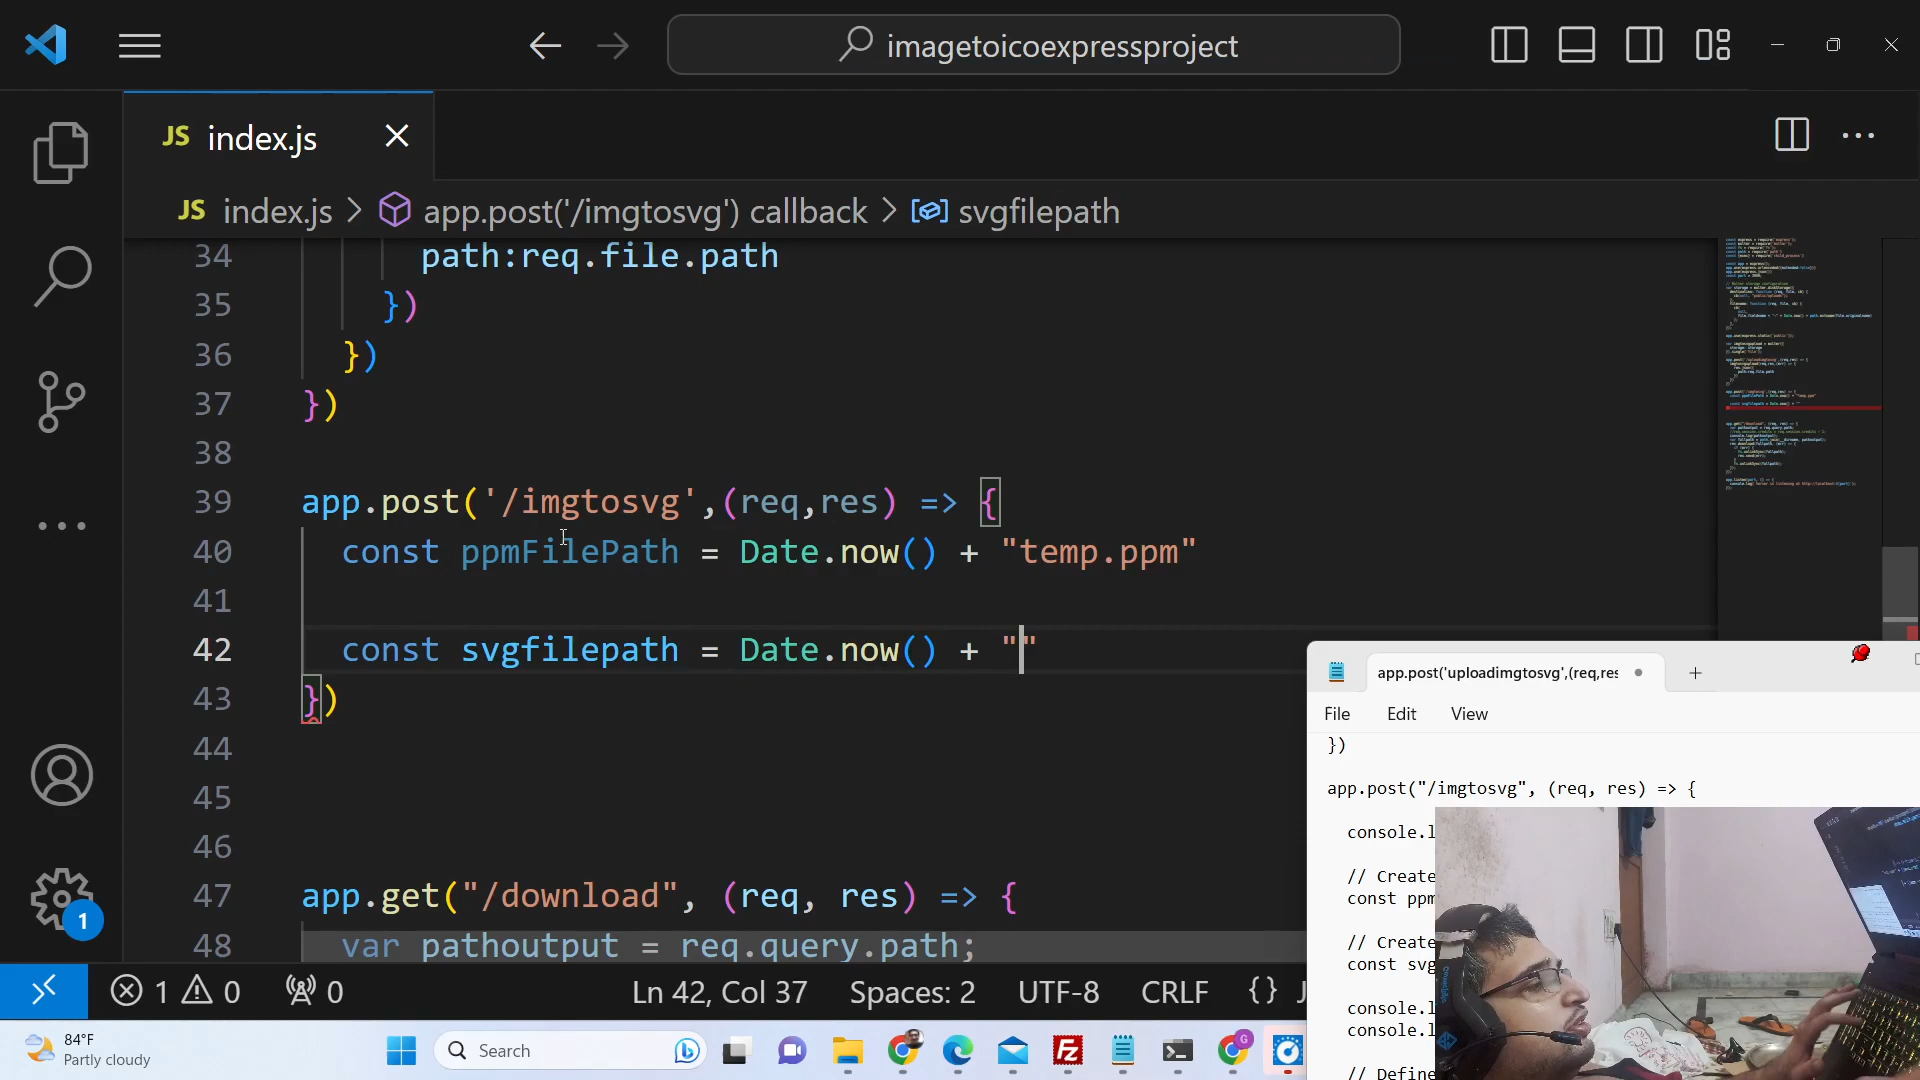 imagetoicoexpressproject
JS index.js
JS index.js > app.post('/imgtosvg') callback > svgfilepath
34 path:req.file.path
35 })
36 })
37 })
38
39 app.post('/imgtosvg',(req,res) => {
40 const ppmFilePath = Date.now() + "temp.ppm"
41
42 const svgfilepath = Date.now() + ""
43 })
44
45
46
47 app.get("/download", (req, res) => {
48 var pathoutput = req.query.path;
1
1 0 0 Ln 42, Col 37 Spaces: 2 UTF-8 CRLF {} J
app.post('uploadimgtosvg',(req,res
File Edit View
})
app.post("/imgtosvg", (req, res) => {
console.l
// Create
const ppm
// Create
const svg
console.l
console.l
// Define
84°F
Partly cloudy
Search